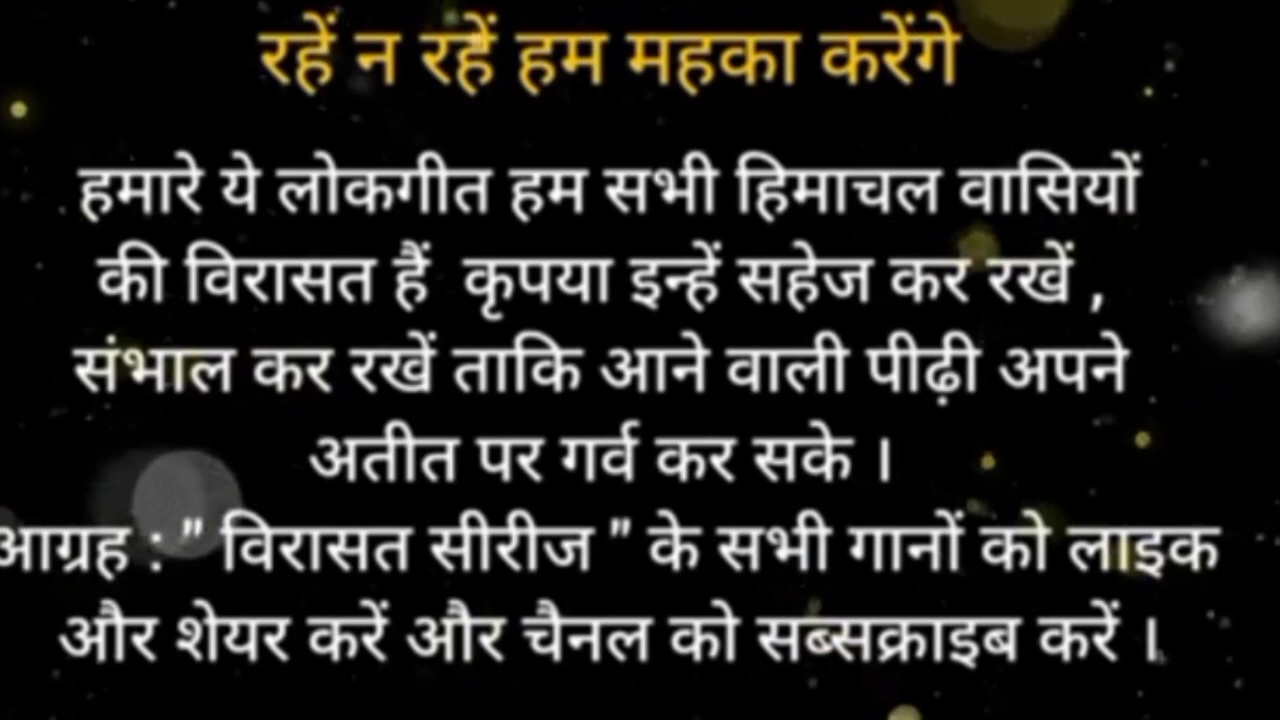 रहें न रहें हम महका करेंगे
हमारे ये लोकगीत हम सभी हिमाचल वासियों
की विरासत हैं कृपया इन्हें सहेज कर रखें ,
संभाल कर रखें ताकि आने वाली पीढ़ी अपने
अतीत पर गर्व कर सके ।
आग्रह : " विरासत सीरीज " के सभी गानों को लाइक
और शेयर करें और चैनल को सब्सक्राइब करें ।